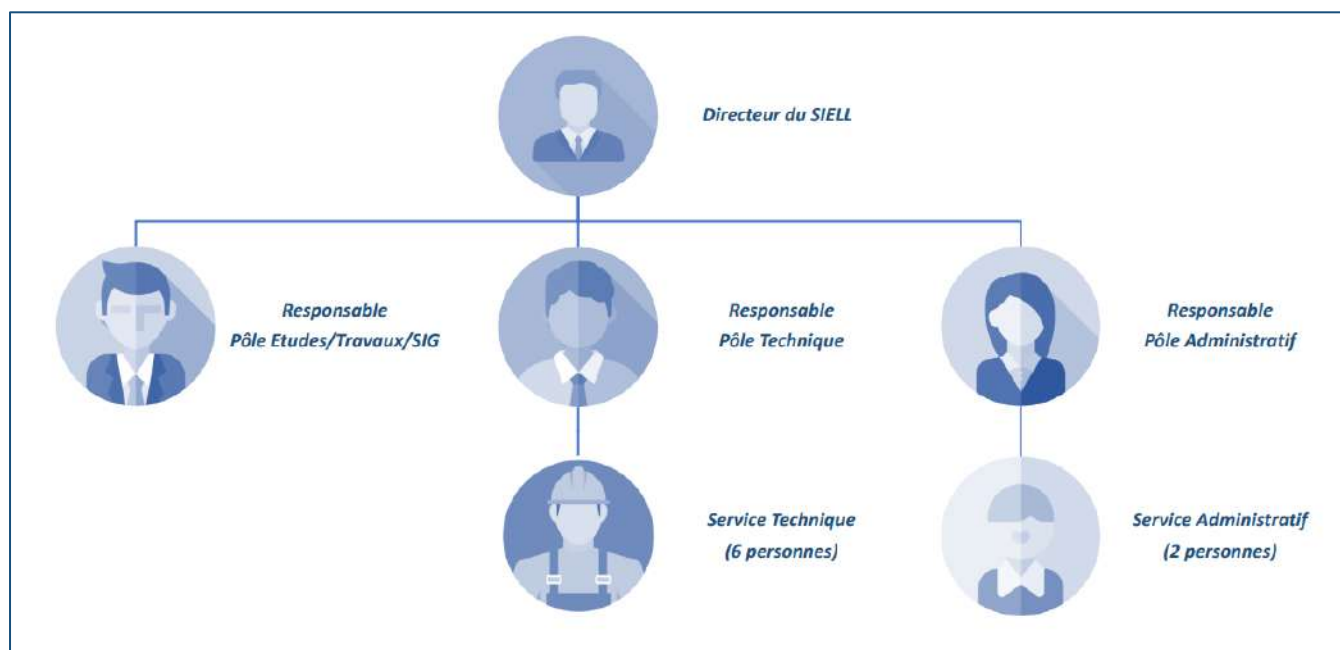 Directeur du SIELL
Responsable
Pôle Etudes/Travaux/SIG
Responsable
Pôle Technique
Responsable
Pôle Administratif
Service Technique
(6 personnes)
Service Administratif
(2 personnes)